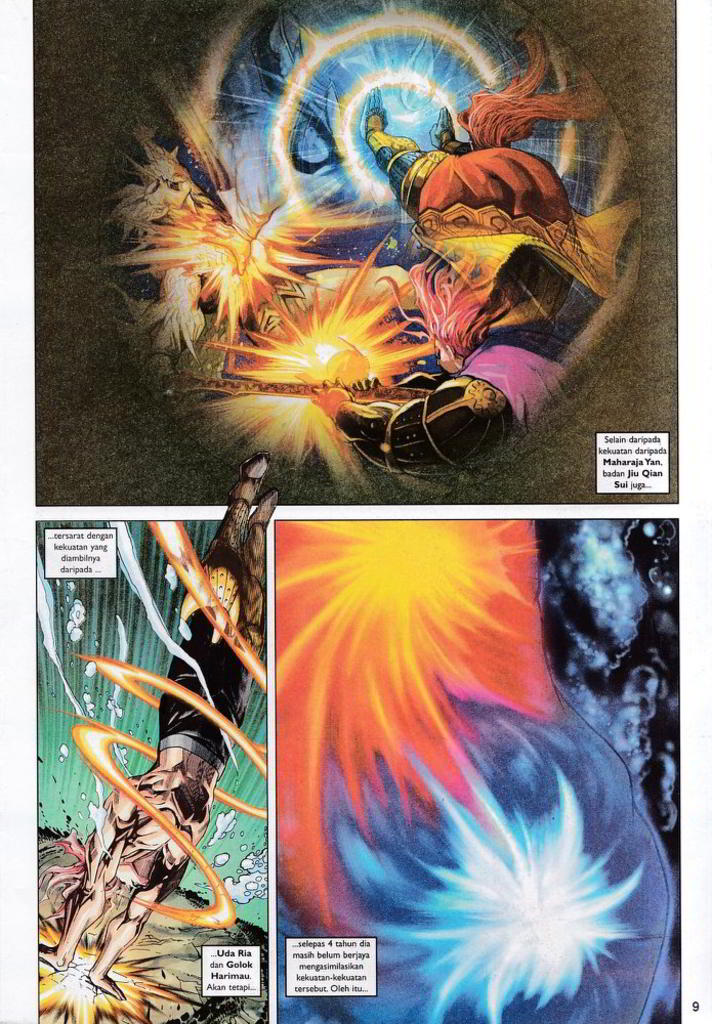 Selain daripada
kekuatan daripada
Maharaja Yan,
badan Jiu Qian
Sui juga...
...tersarat dengan
kekuatan yang
diambilnya
daripada ...
...Uda Ria
dan Golok
Harimau.
Akan tetapi...
...selepas 4 tahun dia
masih belum berjaya
mengasimilasikan
kekuatan-kekuatan
tersebut. Oleh itu...
9